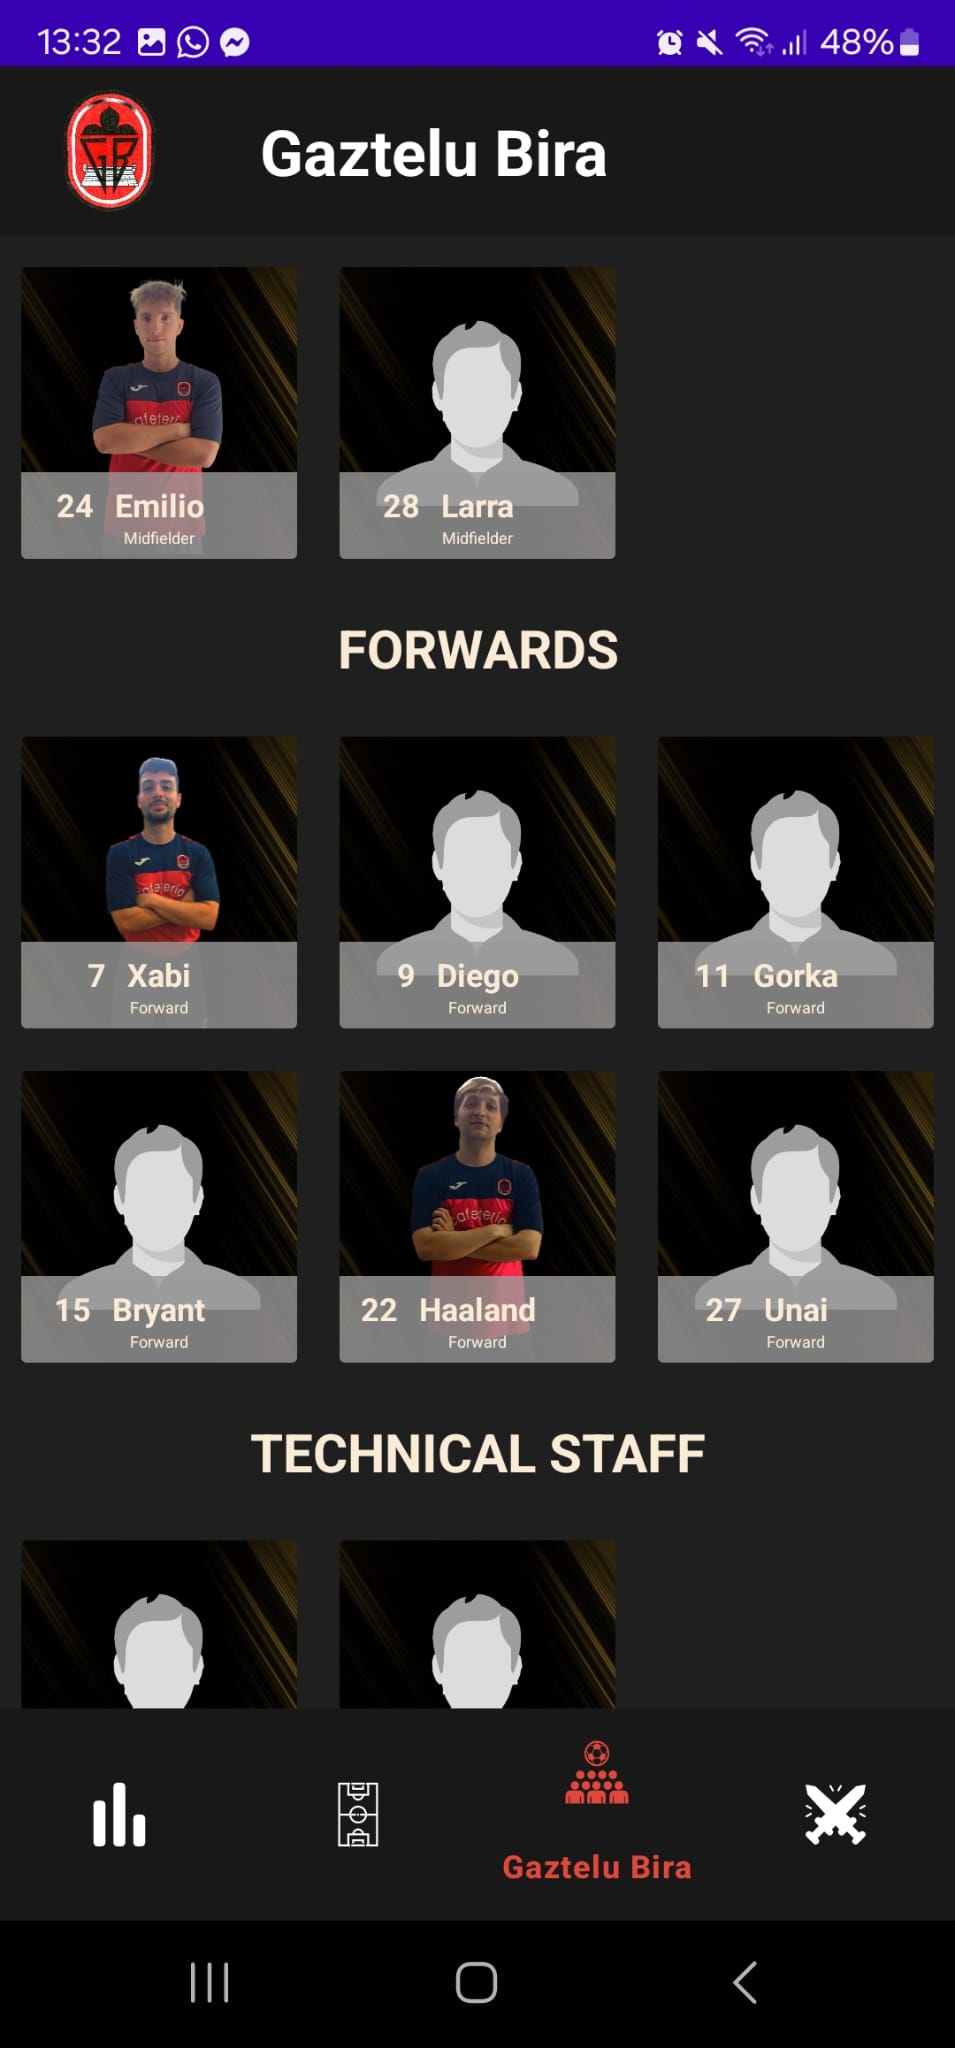 13:32
48%
GB
Gaztelu Bira
24 Emilio
Midfielder
28 Larra
Midfielder
FORWARDS
7 Xabi
Forward
9 Diego
Forward
11 Gorka
Forward
15 Bryant
Forward
22 Haaland
Forward
27 Unai
Forward
TECHNICAL STAFF
Gaztelu Bira